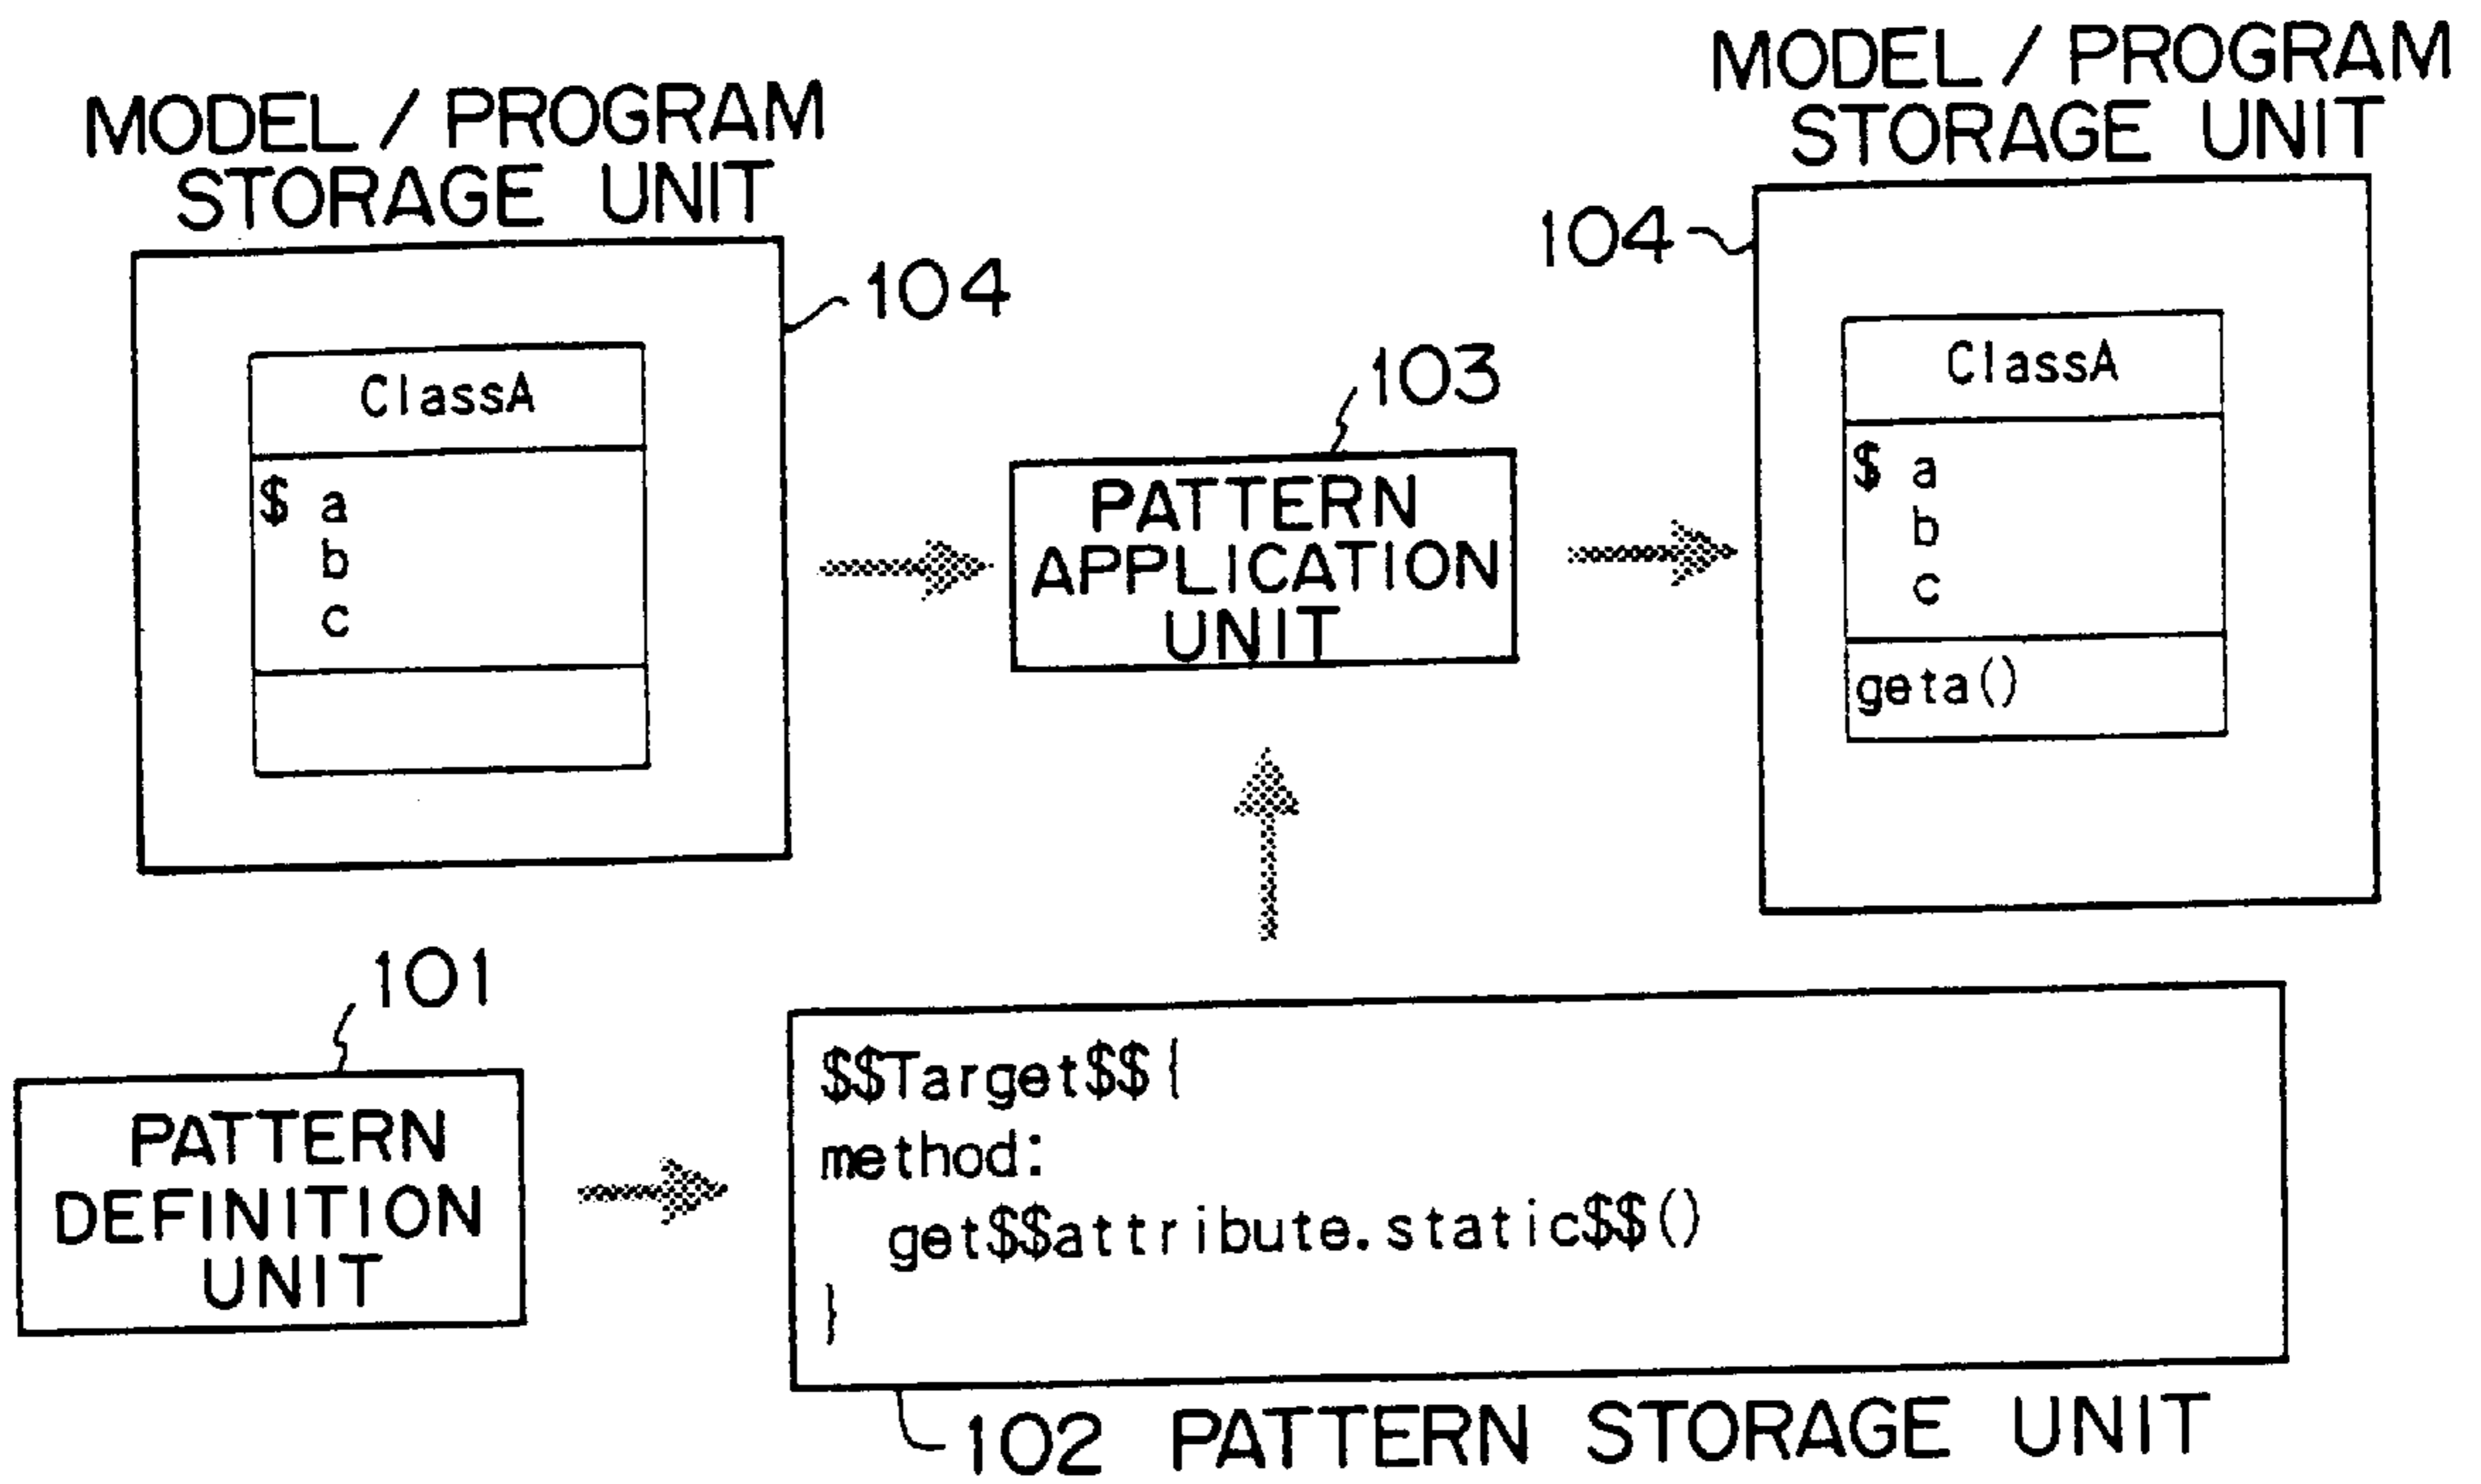 MODEL / PROGRAM
STORAGE UNIT
104
ClassA
$ a
b
c
103
PATTERN
APPLICATION
UNIT
MODEL / PROGRAM
STORAGE UNIT
104
ClassA
$ a
b
c
geta()
101
PATTERN
DEFINITION
UNIT
$$Target$$ {
method:
get$$attribute.static$$()
}
102 PATTERN STORAGE UNIT